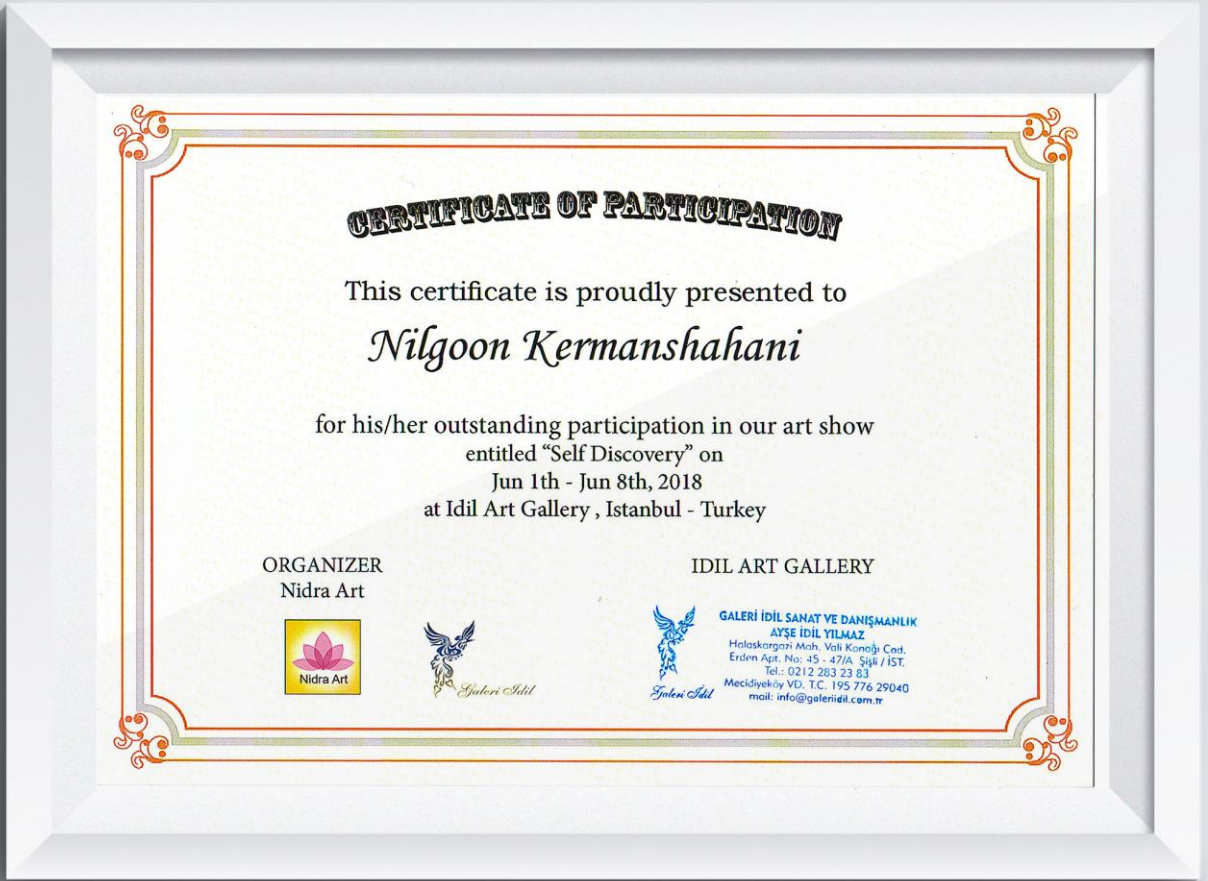 CERTIFICATE OF PARTICIPATION
This certificate is proudly presented to
Nilgoon Kermanshahani
for his/her outstanding participation in our art show
entitled “Self Discovery” on
Jun 1th - Jun 8th, 2018
at Idil Art Gallery , Istanbul - Turkey
ORGANIZER
Nidra Art
Nidra Art
Galeri Idil
IDIL ART GALLERY
Galeri Idil
GALERİ İDİL SANAT VE DANIŞMANLIK
AYŞE İDİL YILMAZ
Halaskargazi Mah. Vali Konağı Cad.
Erden Apt. No: 45 - 47/A Şişli / İST.
Tel.: 0212 283 23 83
Mecidiyeköy VD. T.C. 195 776 29040
mail: info@galeriidil.com.tr